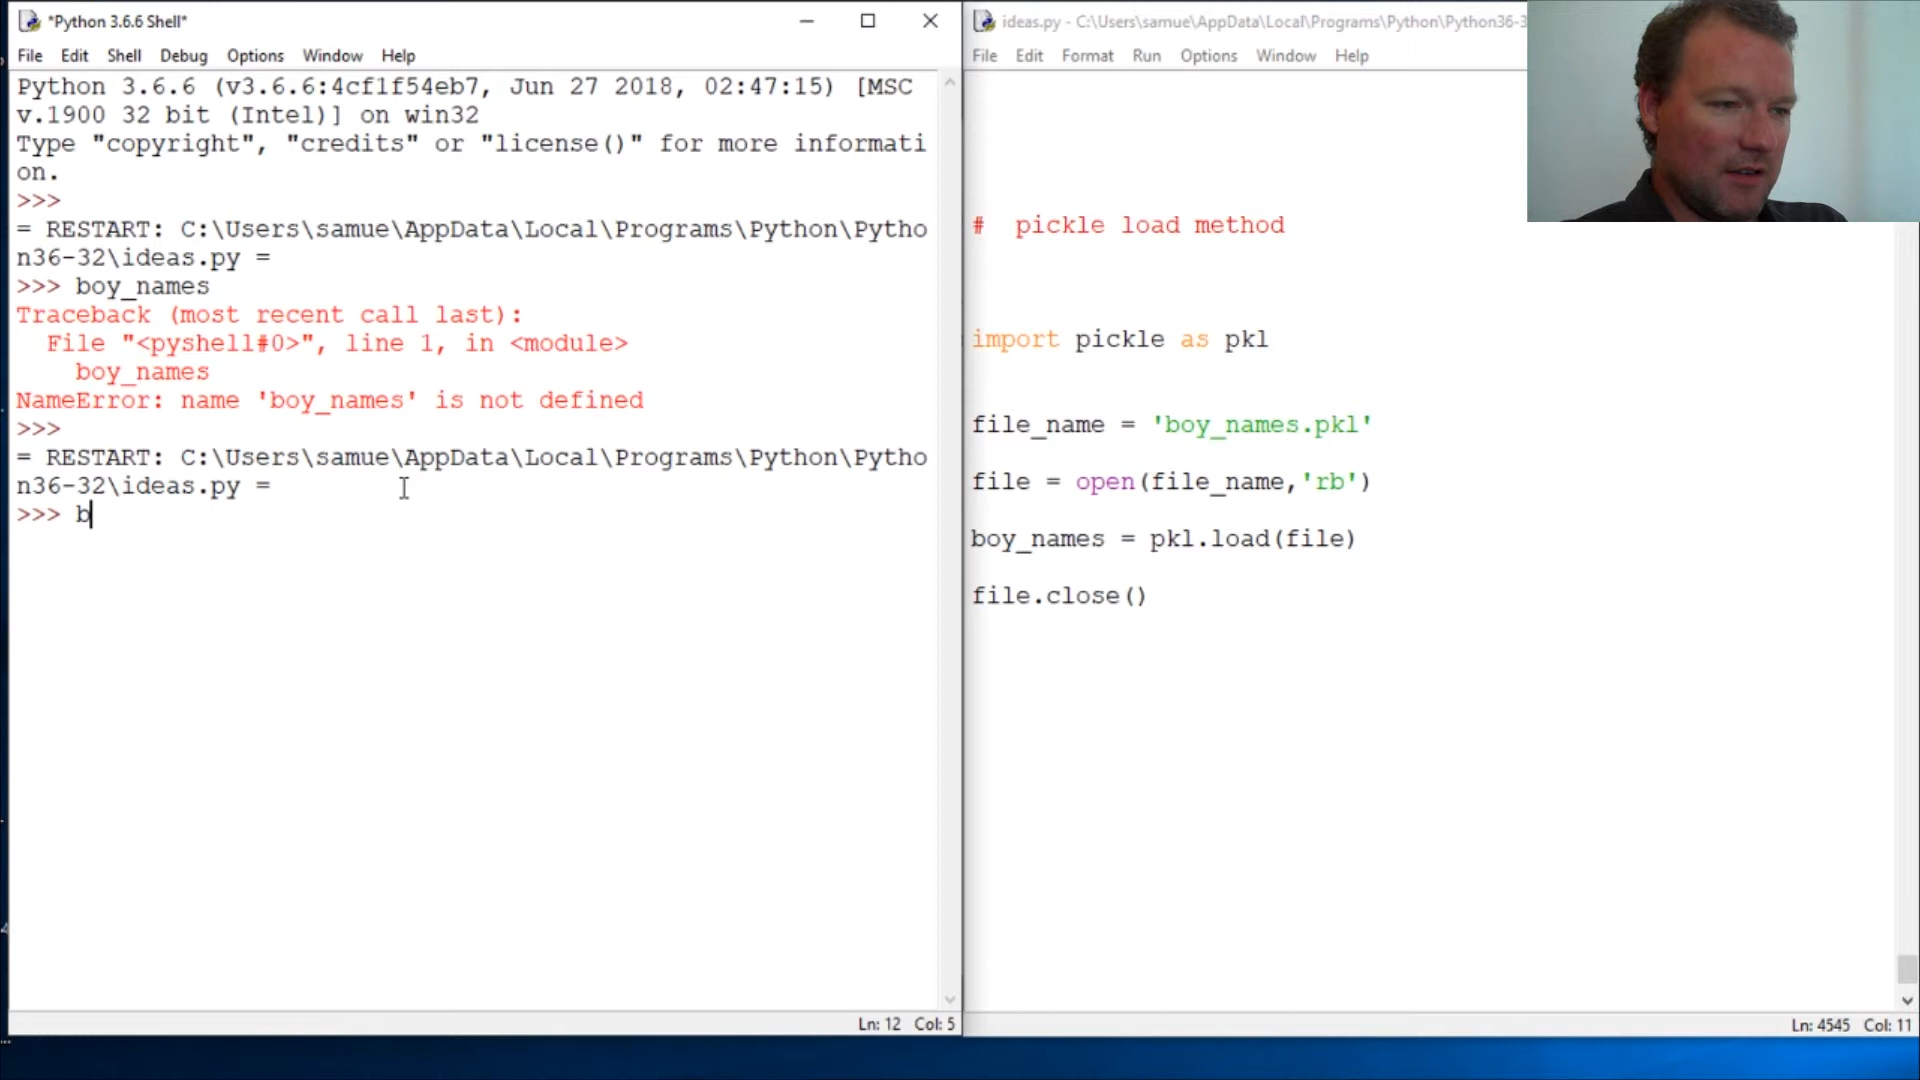 *Python 3.6.6 Shell*
File Edit Shell Debug Options Window Help
Python 3.6.6 (v3.6.6:4cf1f54eb7, Jun 27 2018, 02:47:15) [MSC
v.1900 32 bit (Intel)] on win32
Type "copyright", "credits" or "license()" for more informati
on.
>>>
= RESTART: C:\Users\samue\AppData\Local\Programs\Python\Pytho
n36-32\ideas.py =
>>> boy_names
Traceback (most recent call last):
File "<pyshell#0>", line 1, in <module>
boy_names
NameError: name 'boy_names' is not defined
>>>
= RESTART: C:\Users\samue\AppData\Local\Programs\Python\Pytho
n36-32\ideas.py =
>>> b
Ln: 12 Col: 5
ideas.py - C:\Users\samue\AppData\Local\Programs\Python\Python36-3
File Edit Format Run Options Window Help
# pickle load method
import pickle as pkl
file_name = 'boy_names.pkl'
file = open(file_name,'rb')
boy_names = pkl.load(file)
file.close()
Ln: 4545 Col: 11